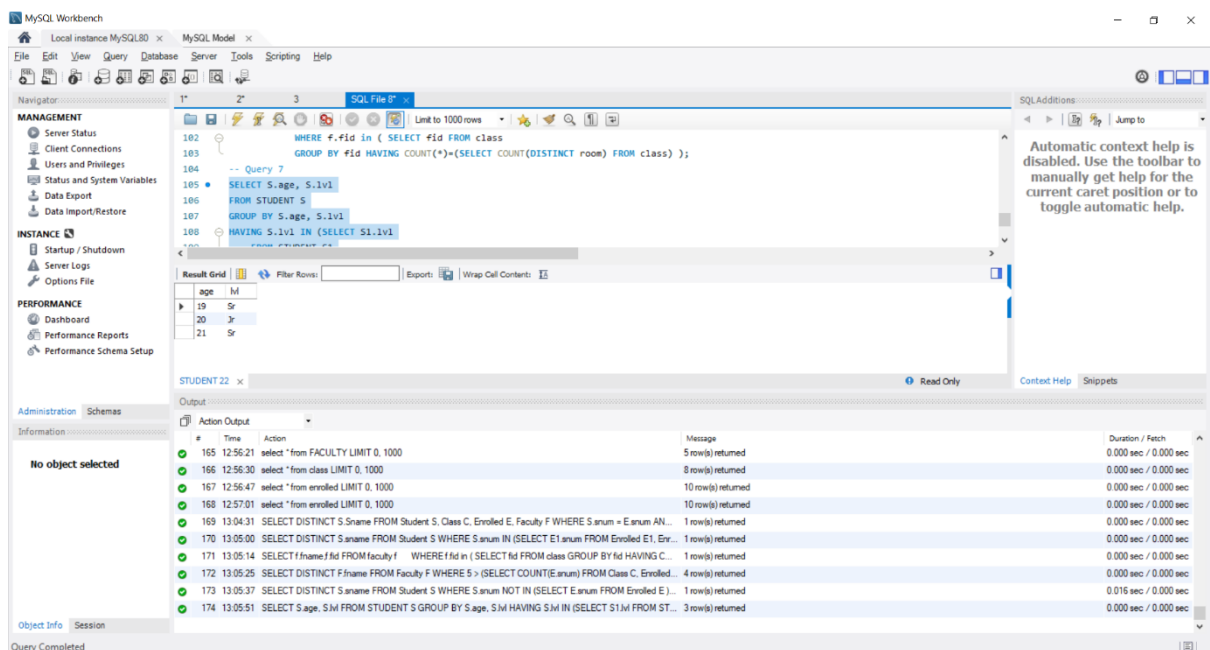 MySQL Workbench
Local instance MySQL80 × MySQL Model ×
File Edit View Query Database Server Tools Scripting Help
Navigator
MANAGEMENT
Server Status
Client Connections
Users and Privileges
Status and System Variables
Data Export
Data Import/Restore
INSTANCE
Startup / Shutdown
Server Logs
Options File
PERFORMANCE
Dashboard
Performance Reports
Performance Schema Setup
Administration Schemas
Information
No object selected
Object Info Session
Query Completed
1* 2* 3 SQL File 8* ×
Limit to 1000 rows
102 WHERE f.fid in ( SELECT fid FROM class
103 GROUP BY fid HAVING COUNT(*)=(SELECT COUNT(DISTINCT room) FROM class) );
104 -- Query 7
105 SELECT S.age, S.lvl
106 FROM STUDENT S
107 GROUP BY S.age, S.lvl
108 HAVING S.lvl IN (SELECT S1.lvl
109 FROM STUDENT S1
Result Grid Filter Rows: Export: Wrap Cell Content:
age lvl
19 Sr
20 Jr
21 Sr
STUDENT 22 × Read Only
Output
Action Output
# Time Action Message Duration / Fetch
165 12:56:21 select * from FACULTY LIMIT 0, 1000 5 row(s) returned 0.000 sec / 0.000 sec
166 12:56:30 select * from class LIMIT 0, 1000 8 row(s) returned 0.000 sec / 0.000 sec
167 12:56:47 select * from enrolled LIMIT 0, 1000 10 row(s) returned 0.000 sec / 0.000 sec
168 12:57:01 select * from enrolled LIMIT 0, 1000 10 row(s) returned 0.000 sec / 0.000 sec
169 13:04:31 SELECT DISTINCT S.Sname FROM Student S, Class C, Enrolled E, Faculty F WHERE S.snum = E.snum AN... 1 row(s) returned 0.000 sec / 0.000 sec
170 13:05:00 SELECT DISTINCT S.sname FROM Student S WHERE S.snum IN (SELECT E1.snum FROM Enrolled E1, Enr... 1 row(s) returned 0.000 sec / 0.000 sec
171 13:05:14 SELECT f.fname,f.fid FROM faculty f WHERE f.fid in ( SELECT fid FROM class GROUP BY fid HAVING C... 1 row(s) returned 0.000 sec / 0.000 sec
172 13:05:25 SELECT DISTINCT F.fname FROM Faculty F WHERE 5 > (SELECT COUNT(E.snum) FROM Class C, Enrolled... 4 row(s) returned 0.000 sec / 0.000 sec
173 13:05:37 SELECT DISTINCT S.sname FROM Student S WHERE S.snum NOT IN (SELECT E.snum FROM Enrolled E )... 1 row(s) returned 0.016 sec / 0.000 sec
174 13:05:51 SELECT S.age, S.lvl FROM STUDENT S GROUP BY S.age, S.lvl HAVING S.lvl IN (SELECT S1.lvl FROM ST... 3 row(s) returned 0.000 sec / 0.000 sec
SQLAdditions
Jump to
Automatic context help is
disabled. Use the toolbar to
manually get help for the
current caret position or to
toggle automatic help.
Context Help Snippets